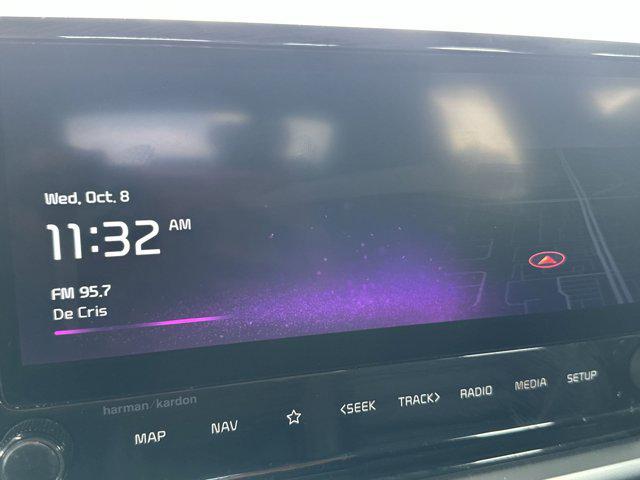 Wed, Oct. 8
11:32 AM
FM 95.7
De Cris
harman/kardon
MAP
NAV
<SEEK
TRACK>
RADIO
MEDIA
SETUP